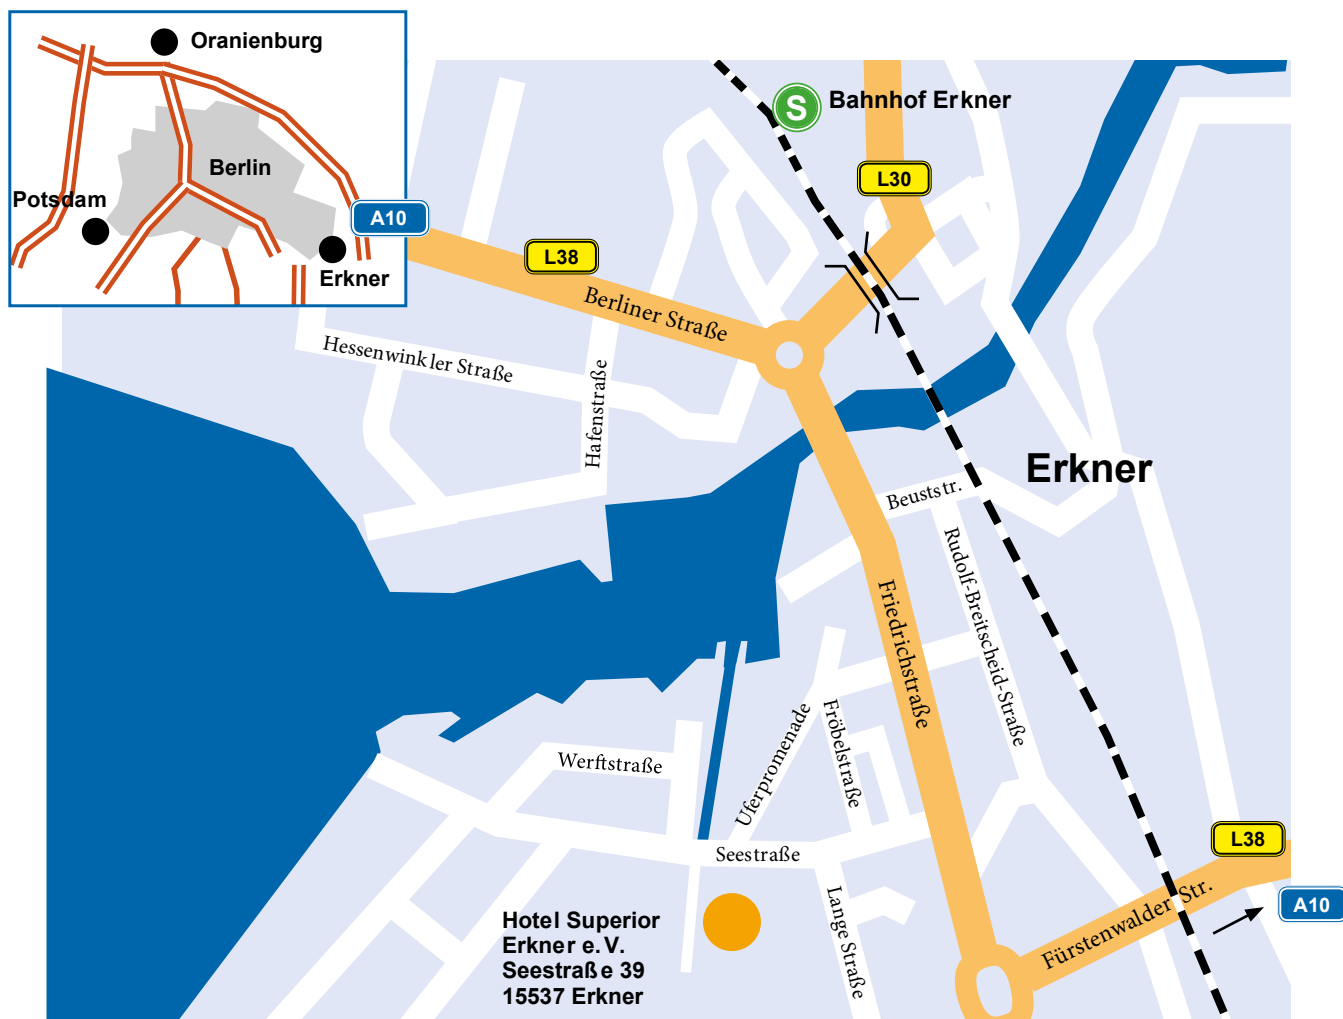 Oranienburg
Berlin
Potsdam
A10
Erkner
S
Bahnhof Erkner
L30
L38
Berliner Straße
Hessenwinkler Straße
Hafenstraße
Erkner
Beuststr.
Rudolf-Breitscheid-Straße
Friedrichstraße
Uferpromenade
Fröbelstraße
Werftstraße
Seestraße
Lange Straße
L38
A10
Fürstenwalder Str.
Hotel Superior
Erkner e.V.
Seestraße 39
15537 Erkner